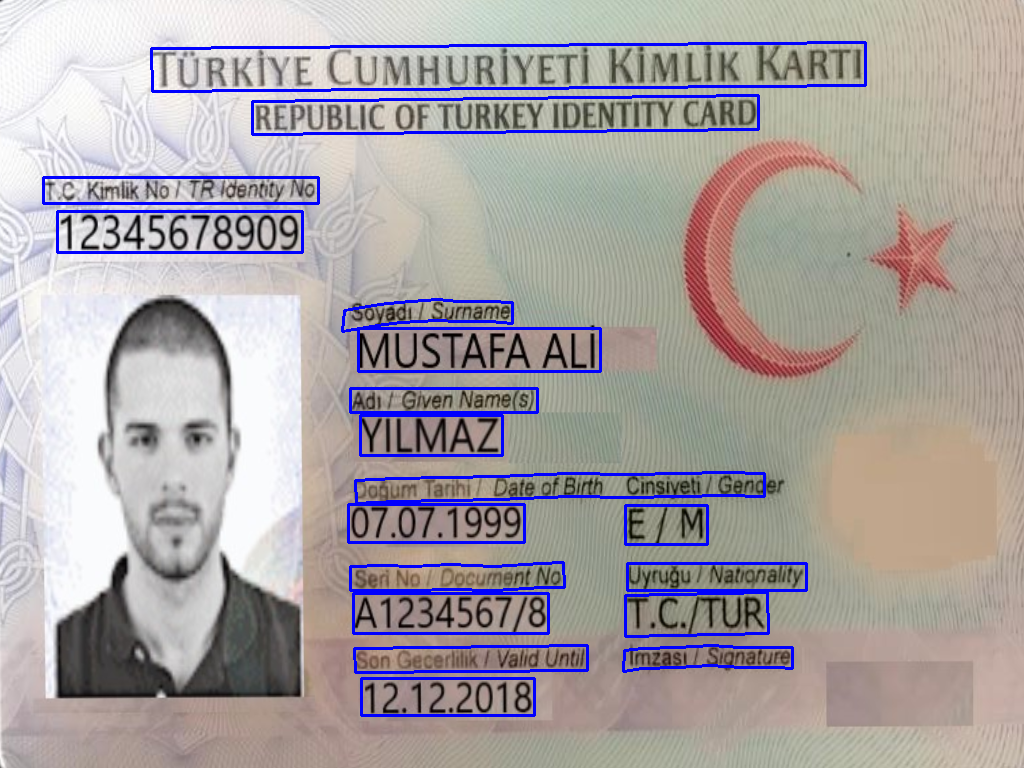 TÜRKİYE CUMHURİYETİ KİMLİK KARTI
REPUBLIC OF TURKEY IDENTITY CARD
T.C. Kimlik No / TR Identity No
12345678909
Soyadı / Surname
MUSTAFA ALİ
Adı / Given Name(s)
YILMAZ
Doğum Tarihi / Date of Birth Cinsiyeti / Gender
07.07.1999 E / M
Seri No / Document No Uyruğu / Nationality
A1234567/8 T.C./TUR
Son Geçerlilik / Valid Until İmzası / Signature
12.12.2018